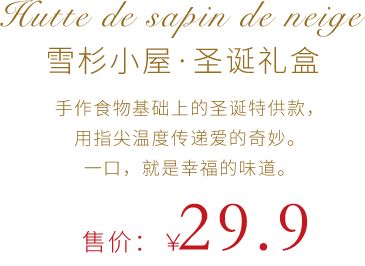 Hutte de sapin de neige
雪杉小屋·圣诞礼盒
手作食物基础上的圣诞特供款，
用指尖温度传递爱的奇妙。
一口，就是幸福的味道。
售价：¥29.9